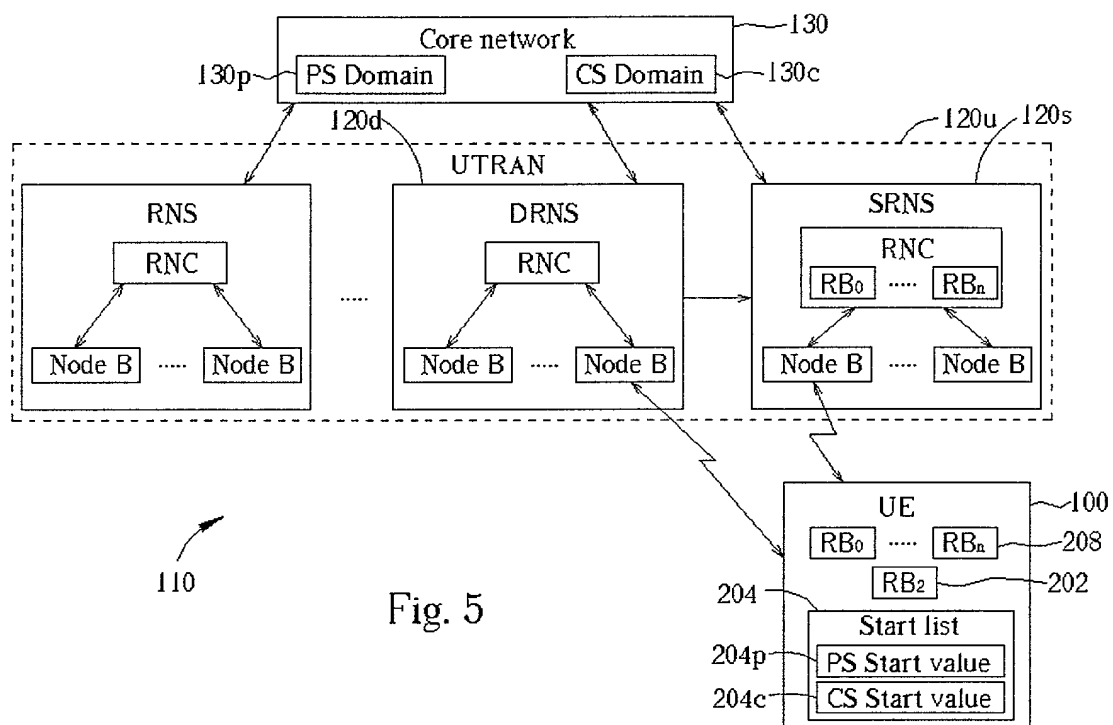 Core network
130
130p
PS Domain
CS Domain
130c
120d
120u
120s
UTRAN
RNS
DRNS
SRNS
RNC
RNC
RNC
RB0 ..... RBn
.....
Node B ..... Node B
Node B ..... Node B
Node B ..... Node B
UE
100
RB0 ..... RBn
208
RB2
202
110
Fig. 5
204
Start list
204p
PS Start value
204c
CS Start value